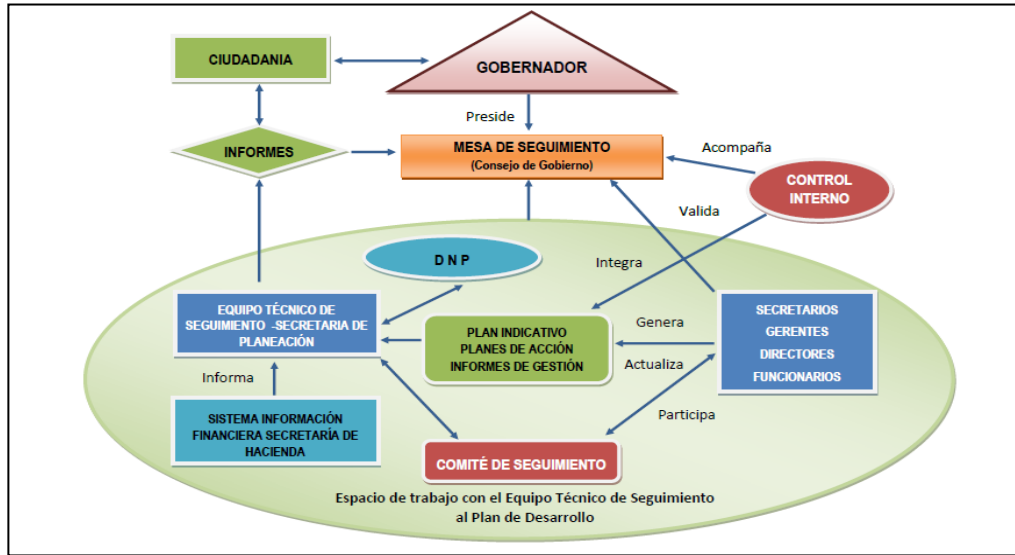 CIUDADANIA
GOBERNADOR
Preside
INFORMES
MESA DE SEGUIMIENTO
(Consejo de Gobierno)
Acompaña
CONTROL
INTERNO
Valida
D N P
Integra
EQUIPO TÉCNICO DE
SEGUIMIENTO -SECRETARIA DE
PLANEACIÓN
PLAN INDICATIVO
PLANES DE ACCIÓN
INFORMES DE GESTIÓN
Genera
Actualiza
SECRETARIOS
GERENTES
DIRECTORES
FUNCIONARIOS
Informa
SISTEMA INFORMACIÓN
FINANCIERA SECRETARÍA DE
HACIENDA
Participa
COMITÉ DE SEGUIMIENTO
Espacio de trabajo con el Equipo Técnico de Seguimiento
al Plan de Desarrollo